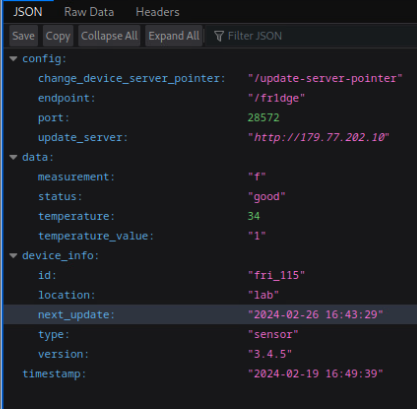 JSON Raw Data Headers
Save Copy Collapse All Expand All Filter JSON
config:
change_device_server_pointer: "/update-server-pointer"
endpoint: "/fr1dge"
port: 28572
update_server: "http://179.77.202.10"
data:
measurement: "f"
status: "good"
temperature: 34
temperature_value: "1"
device_info:
id: "fri_115"
location: "lab"
next_update: "2024-02-26 16:43:29"
type: "sensor"
version: "3.4.5"
timestamp: "2024-02-19 16:49:39"